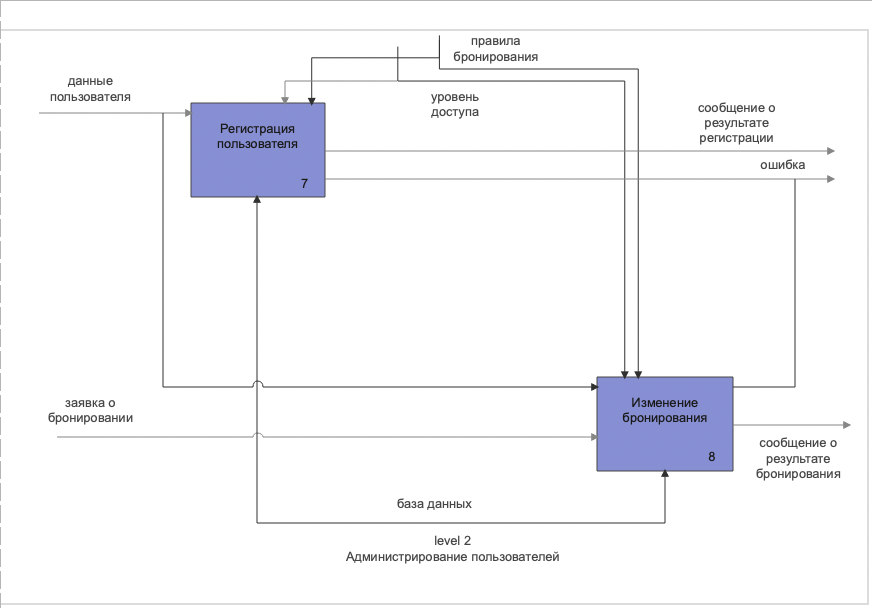 правила
бронирования
данные
пользователя
уровень
доступа
сообщение о
результате
регистрации
Регистрация
пользователя
7
ошибка
заявка о
бронировании
Изменение
бронирования
8
сообщение о
результате
бронирования
база данных
level 2
Администрирование пользователей